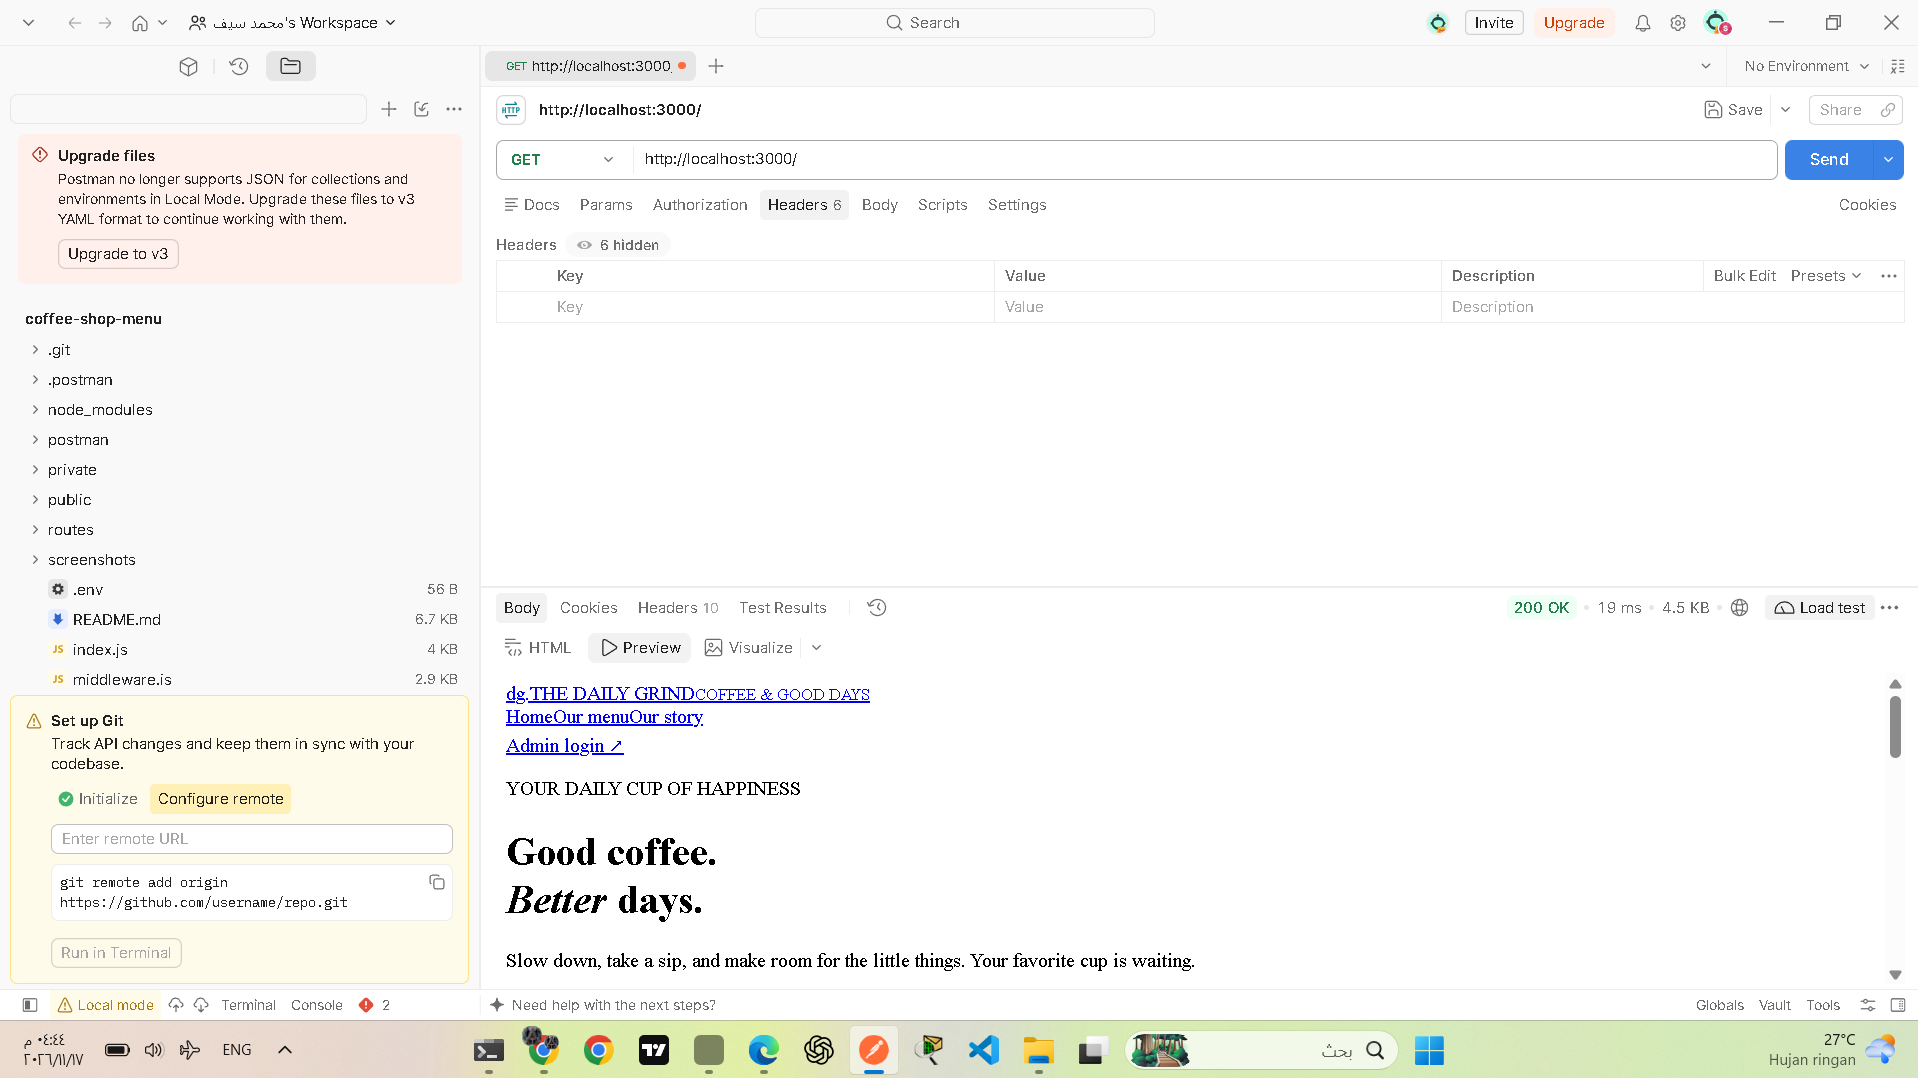 محمد سيف's Workspace
Search
Invite
Upgrade
GET http://localhost:3000
No Environment
Upgrade files
Postman no longer supports JSON for collections and
environments in Local Mode. Upgrade these files to v3
YAML format to continue working with them.
Upgrade to v3
coffee-shop-menu
.git
.postman
node_modules
postman
private
public
routes
screenshots
.env 56 B
README.md 6.7 KB
JS index.js 4 KB
JS middleware.js 2.9 KB
Set up Git
Track API changes and keep them in sync with your
codebase.
Initialize Configure remote
Enter remote URL
git remote add origin
https://github.com/username/repo.git
Run in Terminal
HTTP http://localhost:3000/
Save Share
GET http://localhost:3000/ Send
Docs Params Authorization Headers 6 Body Scripts Settings Cookies
Headers 6 hidden
Key Value Description Bulk Edit Presets
Key Value Description
Body Cookies Headers 10 Test Results 200 OK 19 ms 4.5 KB Load test
HTML Preview Visualize
dg.THE DAILY GRINDCOFFEE & GOOD DAYS
HomeOur menuOur story
Admin login ↗
YOUR DAILY CUP OF HAPPINESS
Good coffee.
Better days.
Slow down, take a sip, and make room for the little things. Your favorite cup is waiting.
Local mode Terminal Console 2 Need help with the next steps? Globals Vault Tools
٠٤:٤٤ م
٢٠٢٦/١١/١٧
ENG
بحث
27°C
Hujan ringan